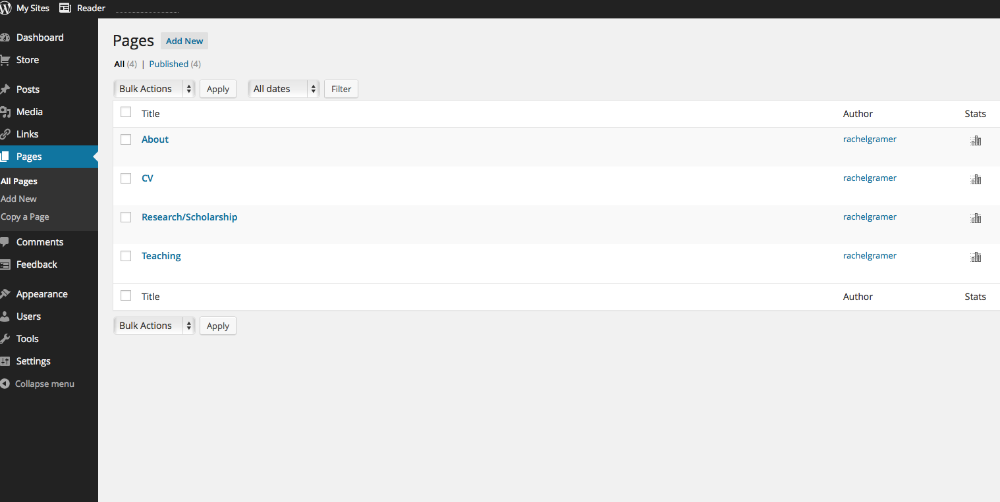 My Sites Reader
Dashboard
Store
Posts
Media
Links
Pages
All Pages
Add New
Copy a Page
Comments
Feedback
Appearance
Users
Tools
Settings
Collapse menu
Pages Add New
All (4) | Published (4)
Bulk Actions Apply All dates Filter
Title Author Stats
About rachelgramer
CV rachelgramer
Research/Scholarship rachelgramer
Teaching rachelgramer
Title Author Stats
Bulk Actions Apply